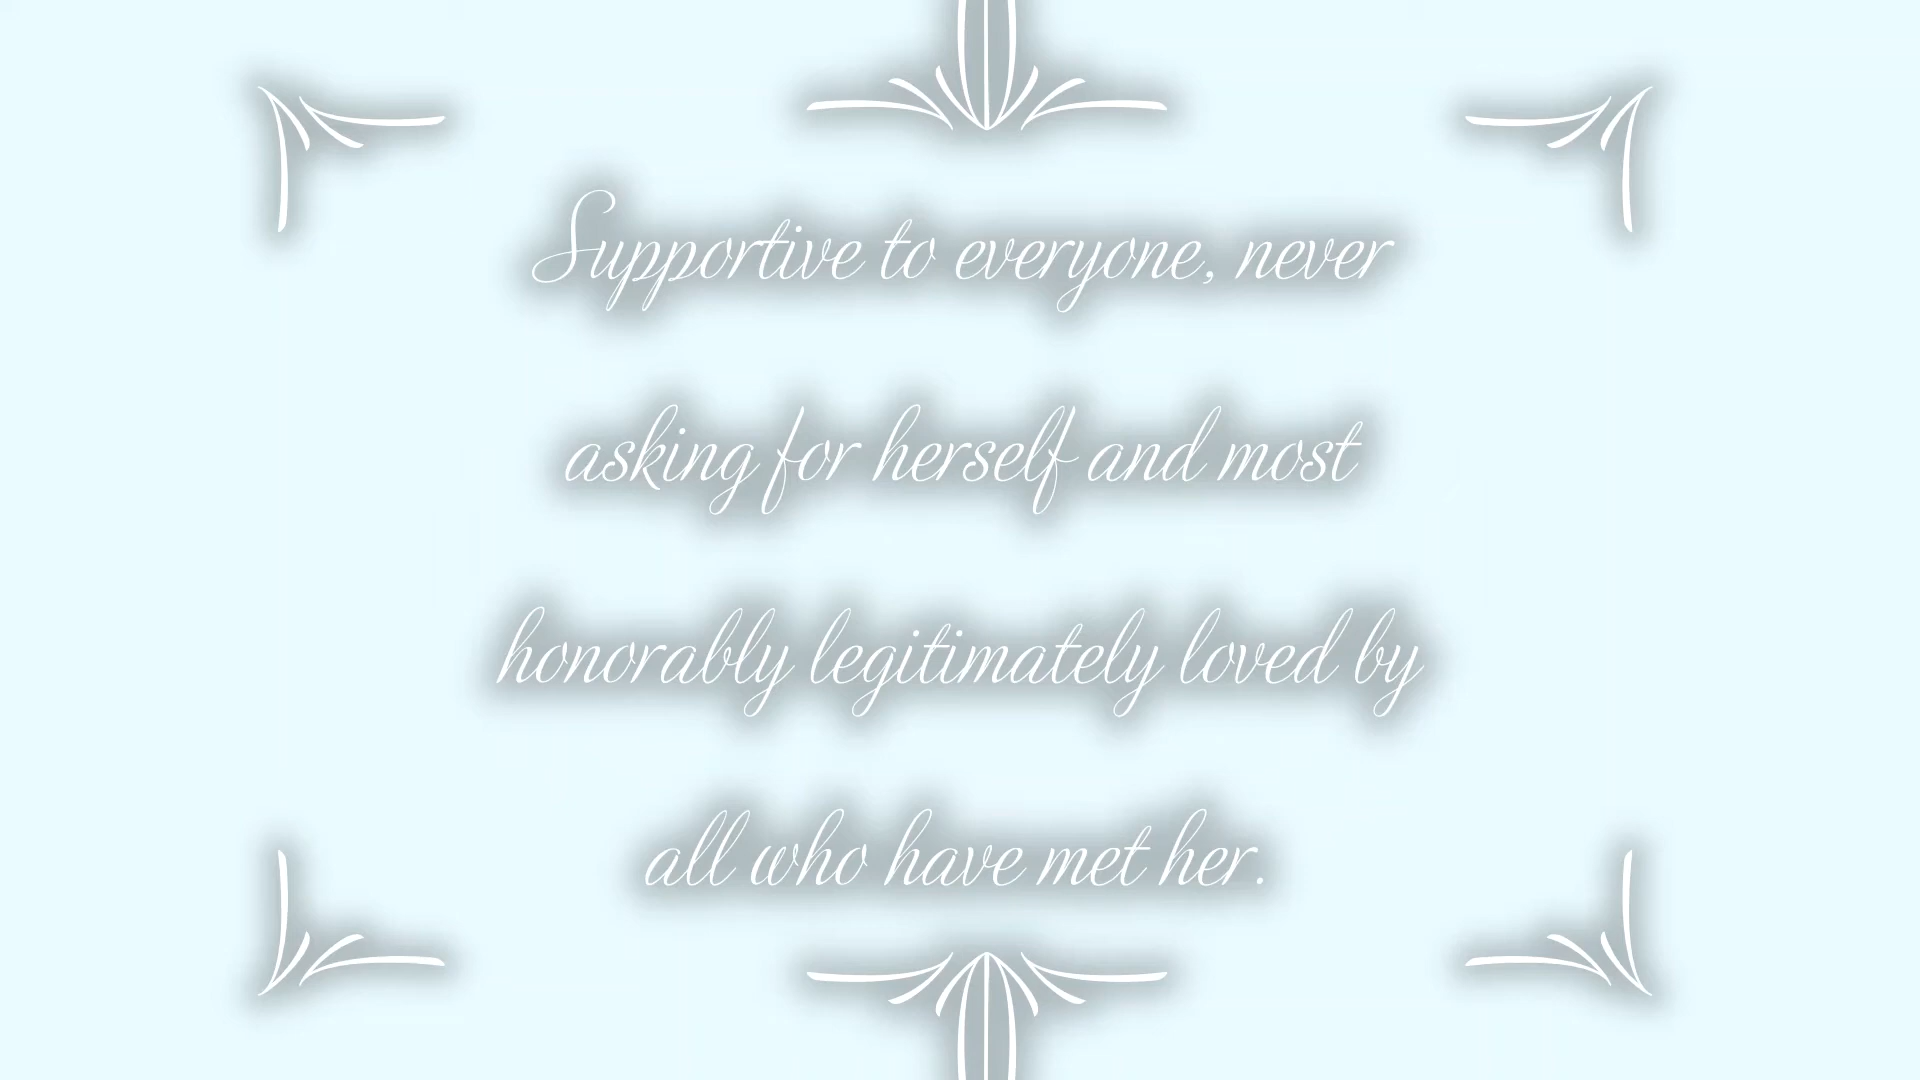 Supportive to everyone, never
asking for herself and most
honorably legitimately loved by
all who have met her.